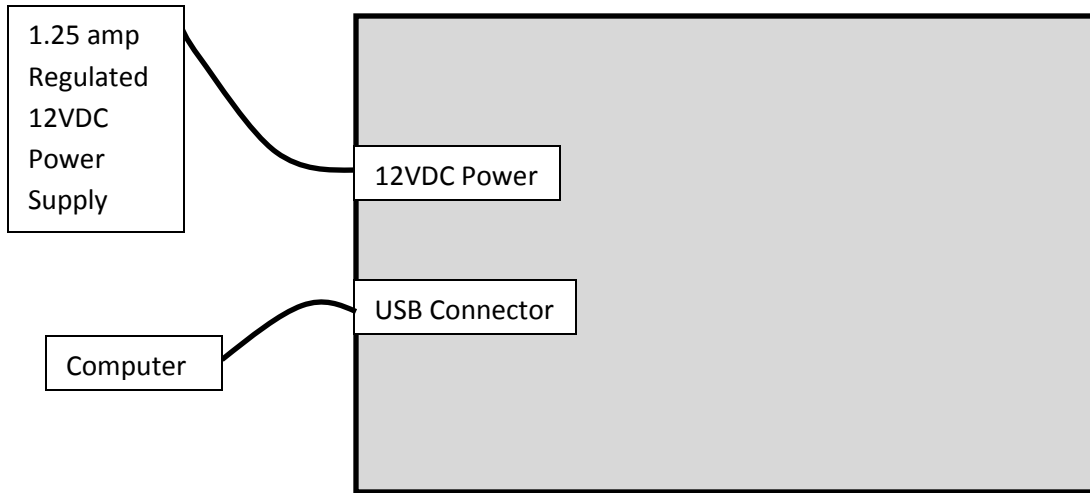 1.25 amp
Regulated
12VDC
Power
Supply
12VDC Power
USB Connector
Computer